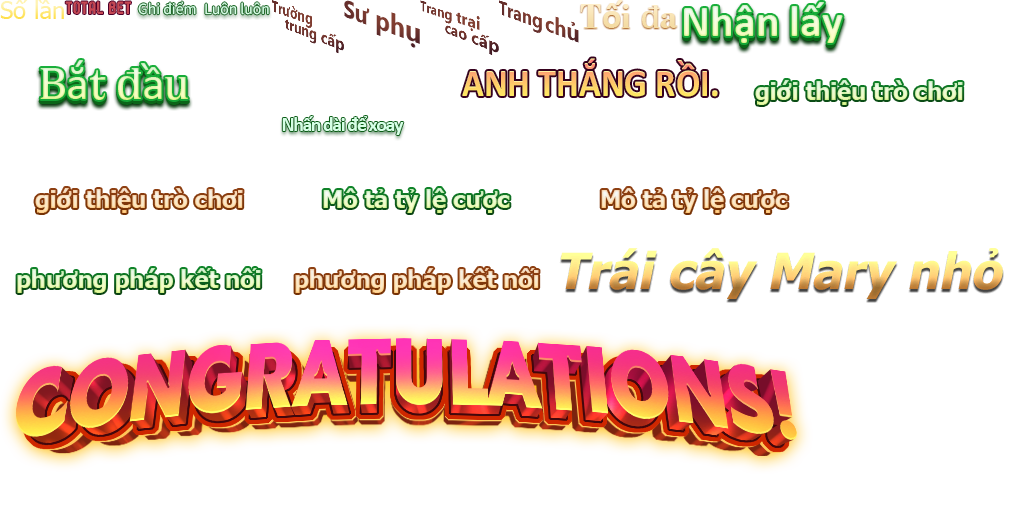 Số lần
TOTAL BET
Ghi điểm
Luôn luôn
Trường
trung cấp
Sư phụ
Trang trại
cao cấp
Trang chủ
Tối đa
Nhận lấy
Bắt đầu
ANH THẮNG RỒI.
giới thiệu trò chơi
Nhấn dài để xoay
giới thiệu trò chơi
Mô tả tỷ lệ cược
Mô tả tỷ lệ cược
phương pháp kết nối
phương pháp kết nối
Trái cây Mary nhỏ
CONGRATULATIONS!